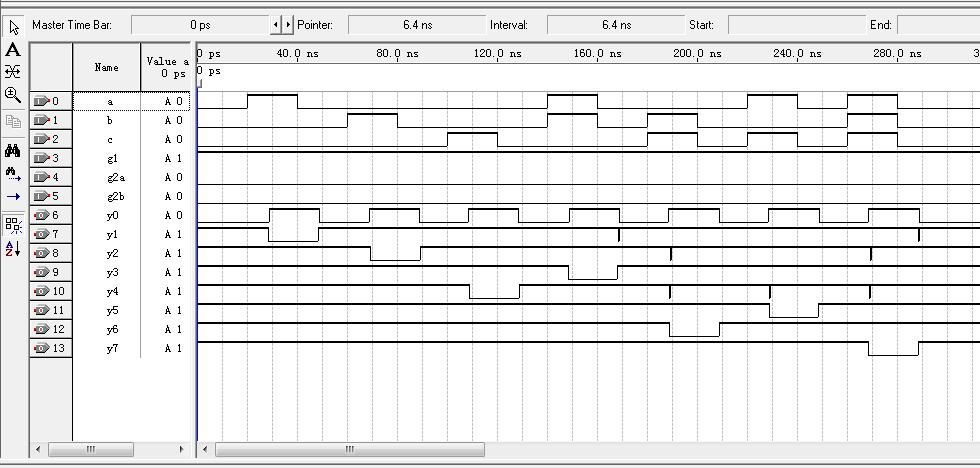 Master Time Bar: 0 ps Pointer: 6.4 ns Interval: 6.4 ns Start: End:
Name Value a 0 ps
0 ps 40.0 ns 80.0 ns 120.0 ns 160.0 ns 200.0 ns 240.0 ns 280.0 ns 3
0 ps
0 a A 0
1 b A 0
2 c A 0
3 g1 A 1
4 g2a A 0
5 g2b A 0
6 y0 A 0
7 y1 A 1
8 y2 A 1
9 y3 A 1
10 y4 A 1
11 y5 A 1
12 y6 A 1
13 y7 A 1